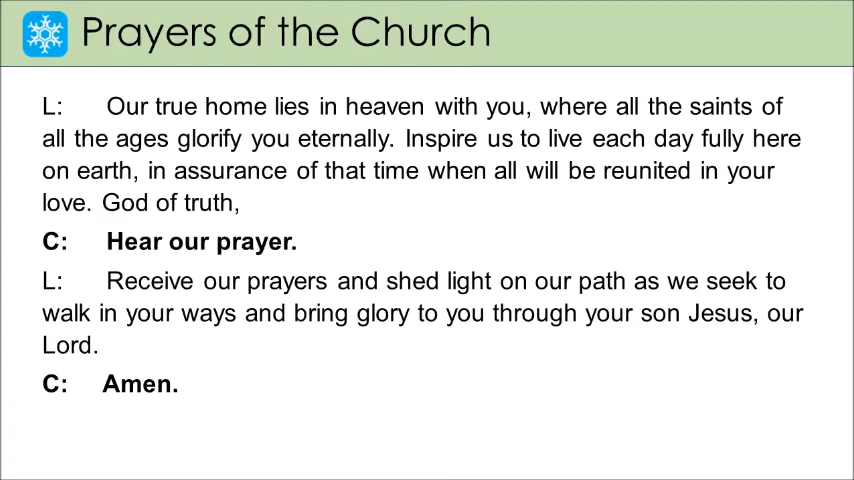 Prayers of the Church
L: Our true home lies in heaven with you, where all the saints of
all the ages glorify you eternally. Inspire us to live each day fully here
on earth, in assurance of that time when all will be reunited in your
love. God of truth,
C: Hear our prayer.
L: Receive our prayers and shed light on our path as we seek to
walk in your ways and bring glory to you through your son Jesus, our
Lord.
C: Amen.